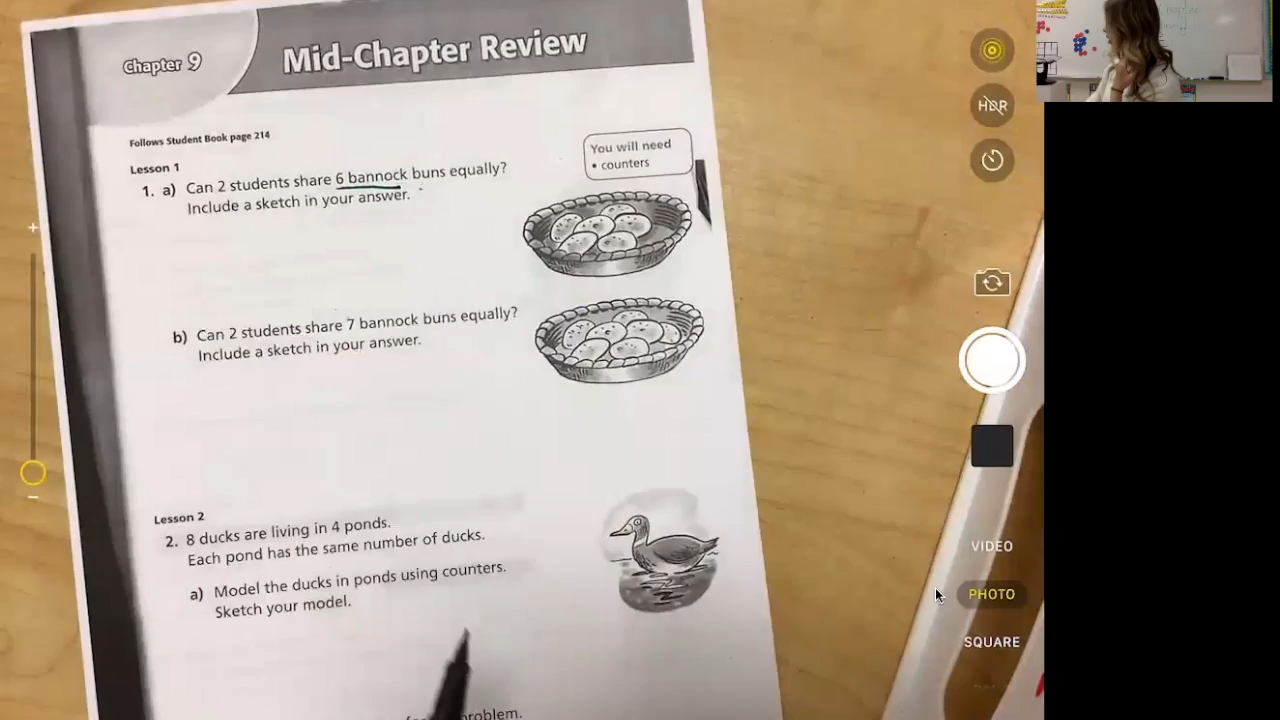 Chapter 9
Mid-Chapter Review
Follows Student Book page 214
Lesson 1
You will need
• counters
1. a) Can 2 students share 6 bannock buns equally?
Include a sketch in your answer.
b) Can 2 students share 7 bannock buns equally?
Include a sketch in your answer.
Lesson 2
2. 8 ducks are living in 4 ponds.
Each pond has the same number of ducks.
a) Model the ducks in ponds using counters.
Sketch your model.
problem.
HDR
VIDEO
PHOTO
SQUARE